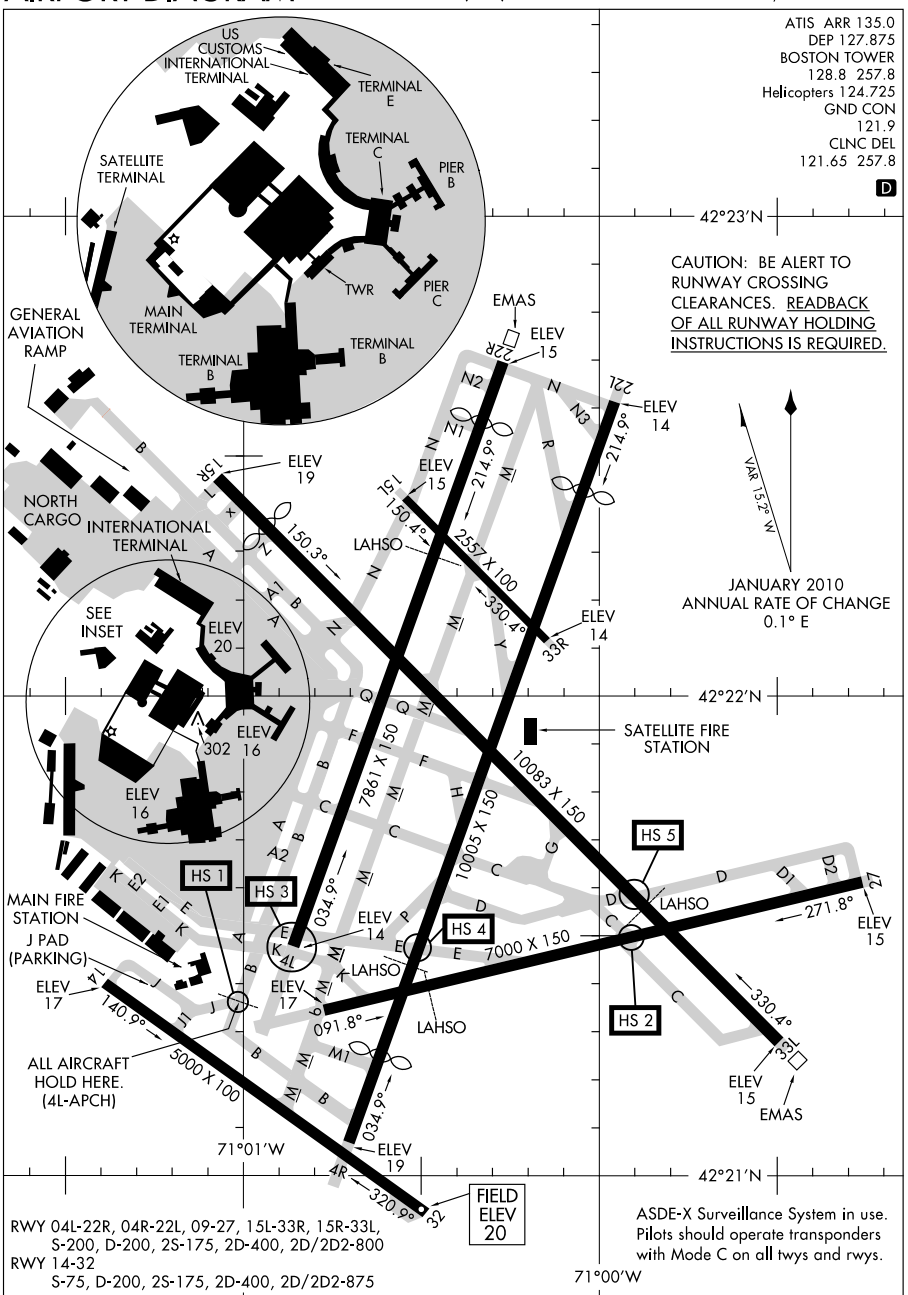 ATIS ARR 135.0
DEP 127.875
BOSTON TOWER
128.8 257.8
Helicopters 124.725
GND CON
121.9
CLNC DEL
121.65 257.8
D
US
CUSTOMS
INTERNATIONAL
TERMINAL
TERMINAL
E
TERMINAL
C
PIER
B
SATELLITE
TERMINAL
TWR
PIER
C
MAIN
TERMINAL
TERMINAL
B
TERMINAL
B
42°23'N
CAUTION: BE ALERT TO
RUNWAY CROSSING
CLEARANCES. READBACK
OF ALL RUNWAY HOLDING
INSTRUCTIONS IS REQUIRED.
GENERAL
AVIATION
RAMP
EMAS
ELEV
15
22R
N2
N
N3
22L
ELEV
14
N
N1
214.9°
M
R
214.9°
B
15R
ELEV
19
15L
ELEV
15
VAR 15.2° W
NORTH
CARGO
L
X
150.3°
150.4°
LAHSO
2557 X 100
INTERNATIONAL
TERMINAL
A
N
N
JANUARY 2010
ANNUAL RATE OF CHANGE
0.1° E
A1
B
A
N
M
330.4°
Y
33R
ELEV
14
SEE
INSET
ELEV
20
42°22'N
Q
Q
M
302
ELEV
16
F
F
SATELLITE FIRE
STATION
ELEV
16
B
7861 X 150
M
H
10083 X 150
C
C
10005 X 150
G
A
B
A2
M
C
HS 1
HS 3
HS 5
K
E2
E1
E
K
034.9°
P
D
D
C
D
D1
D2
27
LAHSO
271.8°
ELEV
15
MAIN FIRE
STATION
J PAD
(PARKING)
A
B
E
K
4L
ELEV
14
M
M
K
E
HS 4
E
7000 X 150
LAHSO
14
ELEV
17
J
J
J1
ELEV
17
9
091.8°
LAHSO
HS 2
C
330.4°
33L
140.9°
5000 X 100
ALL AIRCRAFT
HOLD HERE.
(4L-APCH)
B
M
M
M1
B
034.9°
ELEV
15
EMAS
71°01'W
4R
ELEV
19
42°21'N
320.9°
32
FIELD
ELEV
20
RWY 04L-22R, 04R-22L, 09-27, 15L-33R, 15R-33L,
S-200, D-200, 2S-175, 2D-400, 2D/2D2-800
RWY 14-32
S-75, D-200, 2S-175, 2D-400, 2D/2D2-875
71°00'W
ASDE-X Surveillance System in use.
Pilots should operate transponders
with Mode C on all twys and rwys.